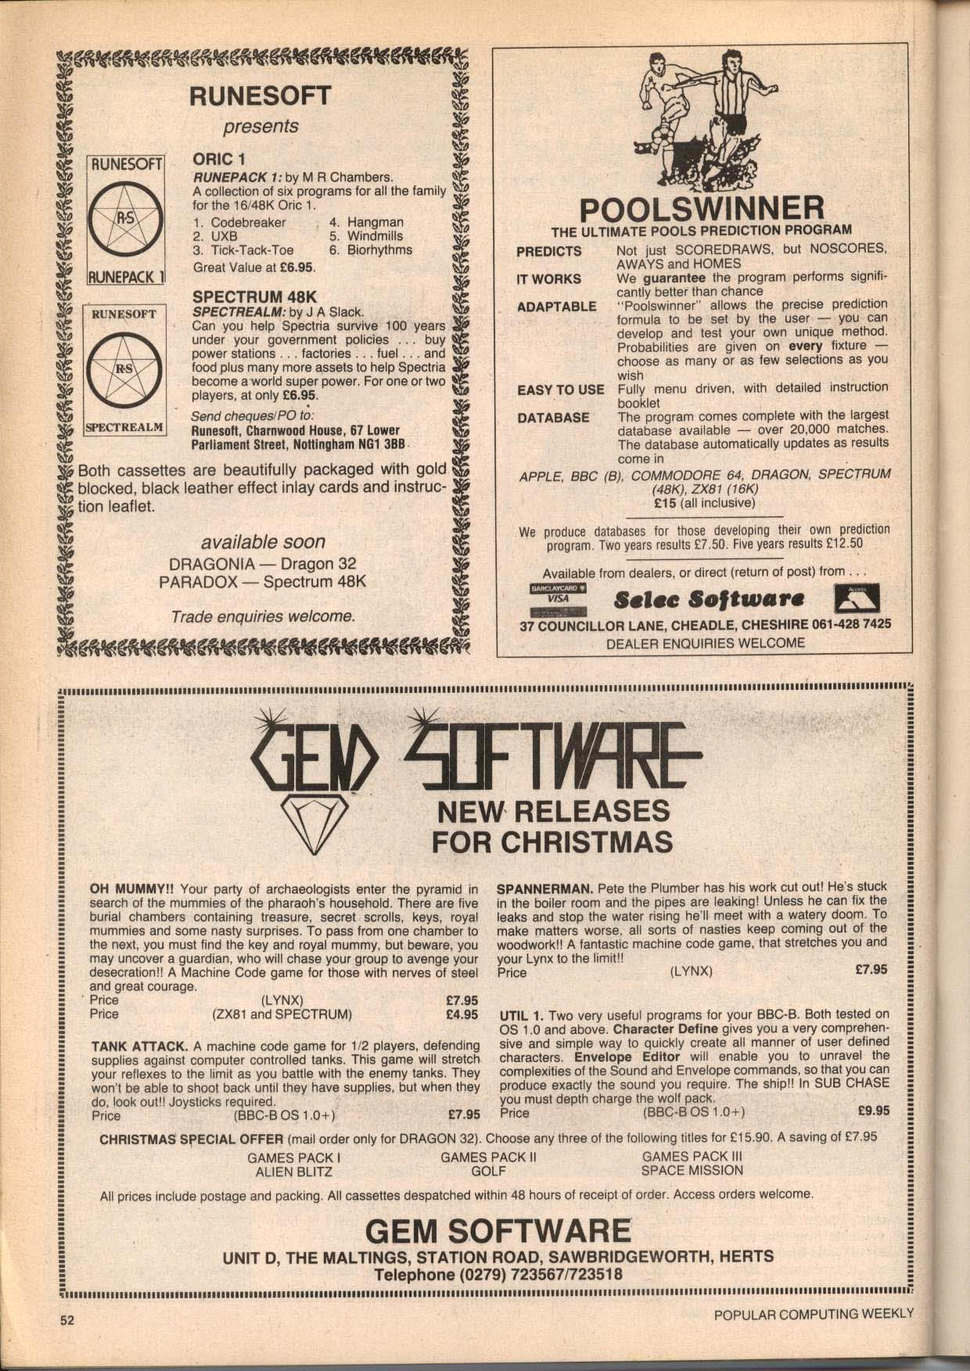 RUNESOFT
presents
RUNESOFT
R·S
RUNEPACK 1
ORIC 1
RUNEPACK 1: by M R Chambers.
A collection of six programs for all the family
for the 16/48K Oric 1.
1. Codebreaker 4. Hangman
2. UXB 5. Windmills
3. Tick-Tack-Toe 6. Biorhythms
Great Value at £6.95.
RUNESOFT
R·S
SPECTREALM
SPECTRUM 48K
SPECTREALM: by J A Slack.
Can you help Spectria survive 100 years
under your government policies . . . buy
power stations . . . factories . . . fuel . . . and
food plus many more assets to help Spectria
become a world super power. For one or two
players, at only £6.95.
Send cheques/PO to:
Runesoft, Charnwood House, 67 Lower
Parliament Street, Nottingham NG1 3BB
Both cassettes are beautifully packaged with gold
blocked, black leather effect inlay cards and instruc-
tion leaflet.
available soon
DRAGONIA — Dragon 32
PARADOX — Spectrum 48K
Trade enquiries welcome.
POOLSWINNER
THE ULTIMATE POOLS PREDICTION PROGRAM
PREDICTS Not just SCOREDRAWS, but NOSCORES,
AWAYS and HOMES
IT WORKS We guarantee the program performs signifi-
cantly better than chance
ADAPTABLE "Poolswinner" allows the precise prediction
formula to be set by the user — you can
develop and test your own unique method.
Probabilities are given on every fixture —
choose as many or as few selections as you
wish
EASY TO USE Fully menu driven, with detailed instruction
booklet
DATABASE The program comes complete with the largest
database available — over 20,000 matches.
The database automatically updates as results
come in
APPLE, BBC (B), COMMODORE 64, DRAGON, SPECTRUM
(48K), ZX81 (16K)
£15 (all inclusive)
We produce databases for those developing their own prediction
program. Two years results £7.50. Five years results £12.50
Available from dealers, or direct (return of post) from . . .
BARCLAYCARD
VISA
Selec Software
Access
37 COUNCILLOR LANE, CHEADLE, CHESHIRE 061-428 7425
DEALER ENQUIRIES WELCOME
GEM SOFTWARE
NEW RELEASES
FOR CHRISTMAS
OH MUMMY!! Your party of archaeologists enter the pyramid in
search of the mummies of the pharaoh's household. There are five
burial chambers containing treasure, secret scrolls, keys, royal
mummies and some nasty surprises. To pass from one chamber to
the next, you must find the key and royal mummy, but beware, you
may uncover a guardian, who will chase your group to avenge your
desecration!! A Machine Code game for those with nerves of steel
and great courage.
Price (LYNX) £7.95
Price (ZX81 and SPECTRUM) £4.95
TANK ATTACK. A machine code game for 1/2 players, defending
supplies against computer controlled tanks. This game will stretch
your reflexes to the limit as you battle with the enemy tanks. They
won't be able to shoot back until they have supplies, but when they
do, look out!! Joysticks required.
Price (BBC-B OS 1.0+) £7.95
SPANNERMAN. Pete the Plumber has his work cut out! He's stuck
in the boiler room and the pipes are leaking! Unless he can fix the
leaks and stop the water rising he'll meet with a watery doom. To
make matters worse, all sorts of nasties keep coming out of the
woodwork!! A fantastic machine code game, that stretches you and
your Lynx to the limit!!
Price (LYNX) £7.95
UTIL 1. Two very useful programs for your BBC-B. Both tested on
OS 1.0 and above. Character Define gives you a very comprehen-
sive and simple way to quickly create all manner of user defined
characters. Envelope Editor will enable you to unravel the
complexities of the Sound ahd Envelope commands, so that you can
produce exactly the sound you require. The ship!! In SUB CHASE
you must depth charge the wolf pack.
Price (BBC-B OS 1.0+) £9.95
CHRISTMAS SPECIAL OFFER (mail order only for DRAGON 32). Choose any three of the following titles for £15.90. A saving of £7.95
GAMES PACK I GAMES PACK II GAMES PACK III
ALIEN BLITZ GOLF SPACE MISSION
All prices include postage and packing. All cassettes despatched within 48 hours of receipt of order. Access orders welcome.
GEM SOFTWARE
UNIT D, THE MALTINGS, STATION ROAD, SAWBRIDGEWORTH, HERTS
Telephone (0279) 723567/723518
52
POPULAR COMPUTING WEEKLY